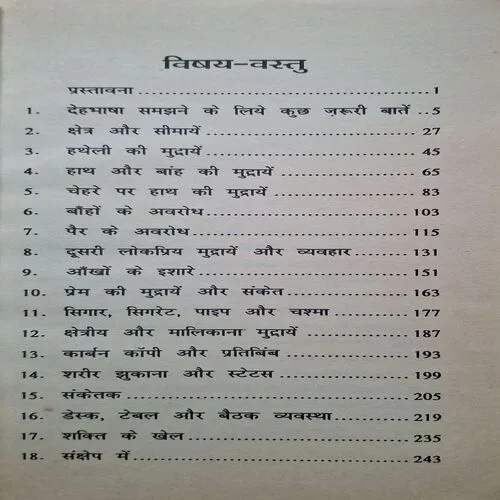 विषय-वस्तु
प्रस्तावना ........................................... 1
1. देहभाषा समझने के लिये कुछ ज़रूरी बातें ..5
2. क्षेत्र और सीमायें .................................. 27
3. हथेली की मुद्रायें .................................. 45
4. हाथ और बांह की मुद्रायें ........................ 65
5. चेहरे पर हाथ की मुद्रायें ........................ 83
6. बाँहों के अवरोध ................................ 103
7. पैर के अवरोध .................................. 115
8. दूसरी लोकप्रिय मुद्रायें और व्यवहार .......... 131
9. आँखों के इशारे ................................ 151
10. प्रेम की मुद्रायें और संकेत .................... 163
11. सिगार, सिगरेट, पाइप और चश्मा ............ 177
12. क्षेत्रीय और मालिकाना मुद्रायें ................ 187
13. कार्बन कॉपी और प्रतिबिंब .................... 193
14. शरीर झुकाना और स्टेटस .................... 199
15. संकेतक ........................................ 205
16. डेस्क, टेबल और बैठक व्यवस्था ............ 219
17. शक्ति के खेल .................................. 235
18. संक्षेप में ...................................... 243